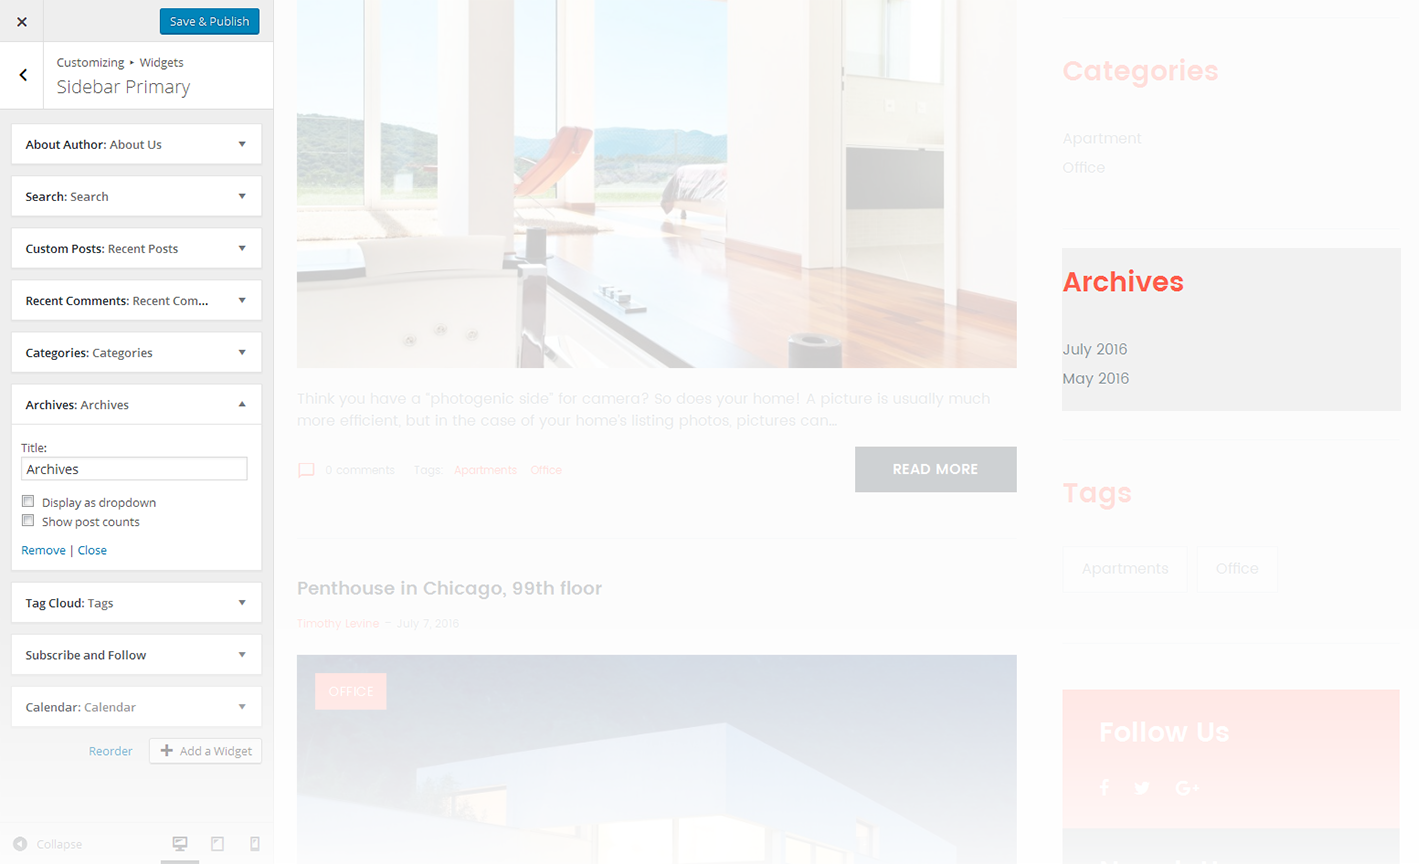 Save & Publish
Customizing ▸ Widgets
Sidebar Primary
About Author: About Us
Search: Search
Custom Posts: Recent Posts
Recent Comments: Recent Com...
Categories: Categories
Archives: Archives
Title:
Archives
Display as dropdown
Show post counts
Remove | Close
Tag Cloud: Tags
Subscribe and Follow
Calendar: Calendar
Reorder
Add a Widget
Collapse
Think you have a "photogenic side" for camera? So does your home! A picture is usually much
more efficient, but in the case of your home's listing photos, pictures can...
0 comments Tags: Apartments Office
READ MORE
Penthouse in Chicago, 99th floor
Timothy Levine – July 7, 2016
OFFICE
Categories
Apartment
Office
Archives
July 2016
May 2016
Tags
Apartments
Office
Follow Us
G+